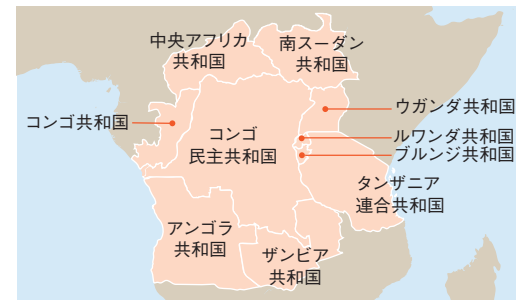 中央アフリカ
共和国
南スーダン
共和国
コンゴ共和国
コンゴ
民主共和国
ウガンダ共和国
ルワンダ共和国
ブルンジ共和国
タンザニア
連合共和国
アンゴラ
共和国
ザンビア
共和国